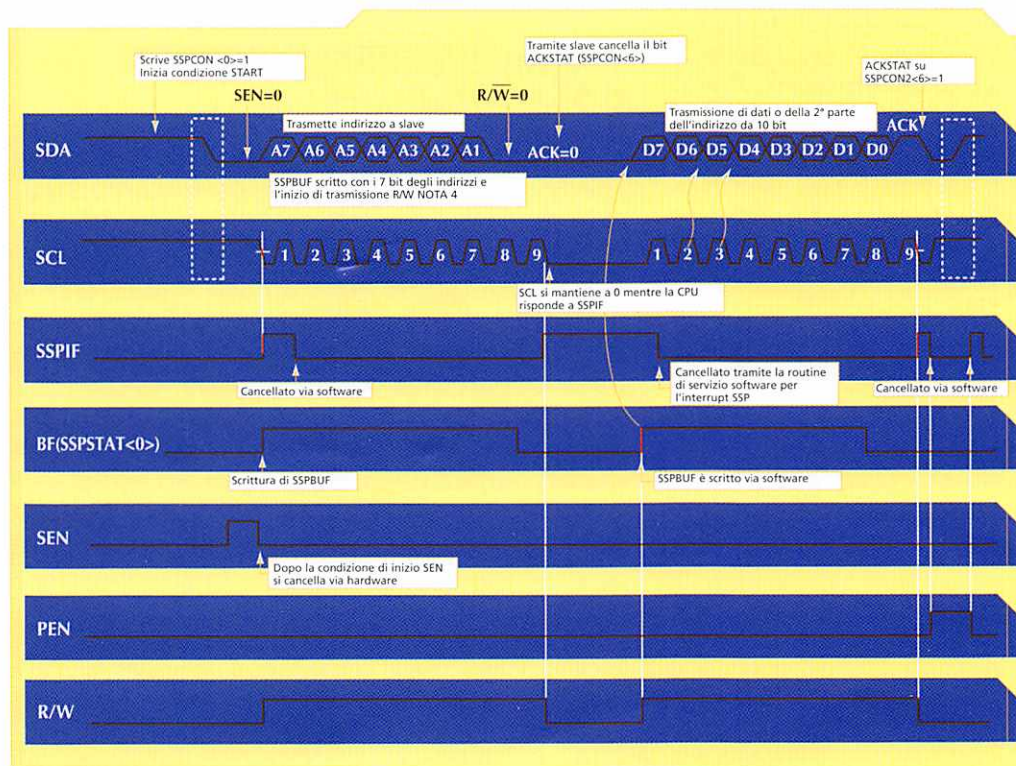 Scrive SSPCON <0>=1
Inizia condizione START
SEN=0
R/W=0
Tramite slave cancella il bit
ACKSTAT (SSPCON<6>)
ACKSTAT su
SSPCON2<6>=1
Trasmette indirizzo a slave
Trasmissione di dati o della 2ª parte
dell'indirizzo da 10 bit
ACK
SDA
A7 A6 A5 A4 A3 A2 A1
ACK=0
D7 D6 D5 D4 D3 D2 D1 D0
SSPBUF scritto con i 7 bit degli indirizzi e
l'inizio di trasmissione R/W NOTA 4
SCL
1 2 3 4 5 6 7 8 9
1 2 3 4 5 6 7 8 9
SCL si mantiene a 0 mentre la CPU
risponde a SSPIF
SSPIF
Cancellato via software
Cancellato tramite la routine
di servizio software per
l'interrupt SSP
Cancellato via software
BF(SSPSTAT<0>)
Scrittura di SSPBUF
SSPBUF è scritto via software
SEN
Dopo la condizione di inizio SEN
si cancella via hardware
PEN
R/W